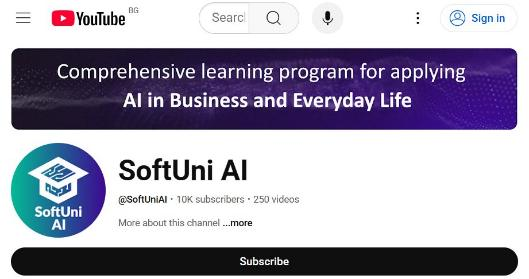 YouTube BG
Searc
Sign in
Comprehensive learning program for applying
AI in Business and Everyday Life
SoftUni
AI
SoftUni AI
@SoftUniAI • 10K subscribers • 250 videos
More about this channel ...more
Subscribe